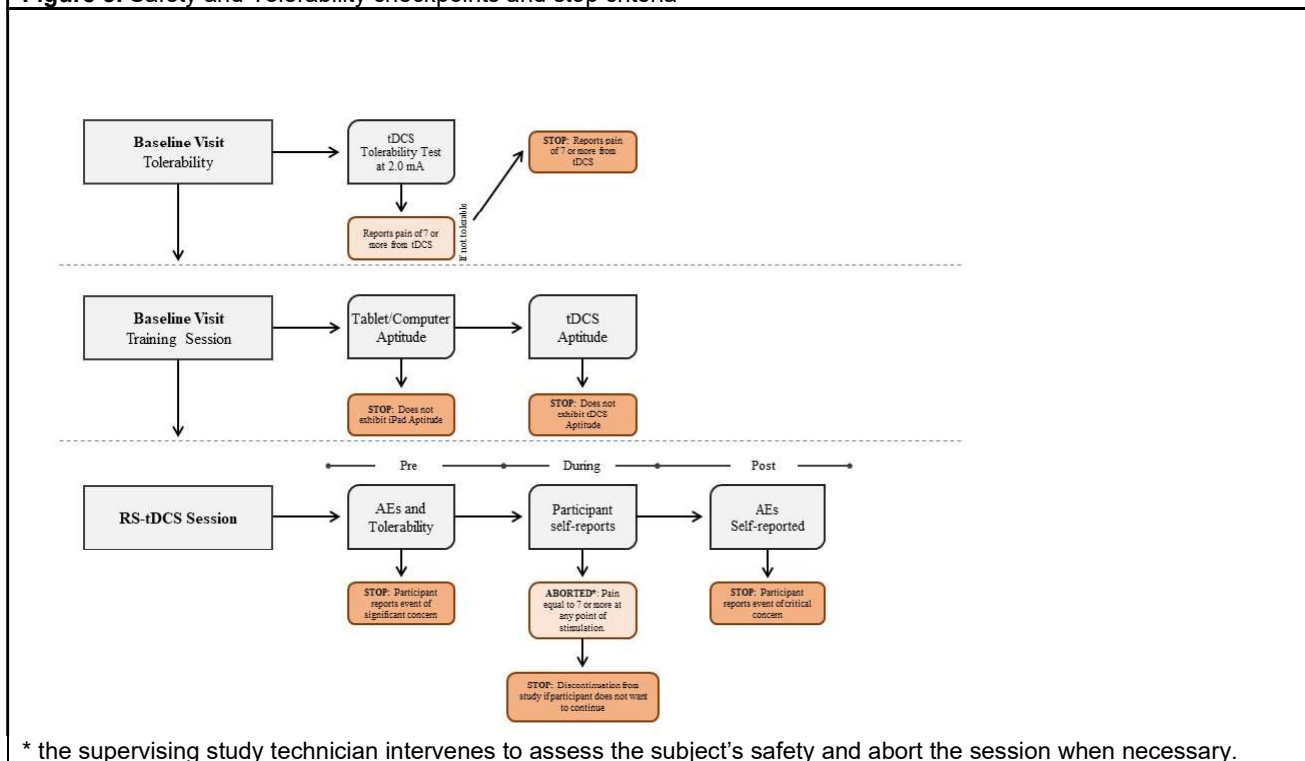 Figure 3. Safety and Tolerability checkpoints and stop criteria
Baseline Visit
Tolerability
tDCS
Tolerability Test
at 2.0 mA
STOP: Reports pain
of 7 or more from
tDCS
Reports pain of 7 or
more from tDCS
If not tolerable
Baseline Visit
Training Session
Tablet/Computer
Aptitude
tDCS
Aptitude
STOP: Does not
exhibit iPad Aptitude
STOP: Does not
exhibit tDCS
Aptitude
Pre
During
Post
RS-tDCS Session
AEs and
Tolerability
Participant
self-reports
AEs
Self-reported
STOP: Participant
reports event of
significant concern
ABORTED*: Pain
equal to 7 or more at
any point of
stimulation.
STOP: Participant
reports event of critical
concern
STOP: Discontinuation from
study if participant does not want
to continue
* the supervising study technician intervenes to assess the subject's safety and abort the session when necessary.